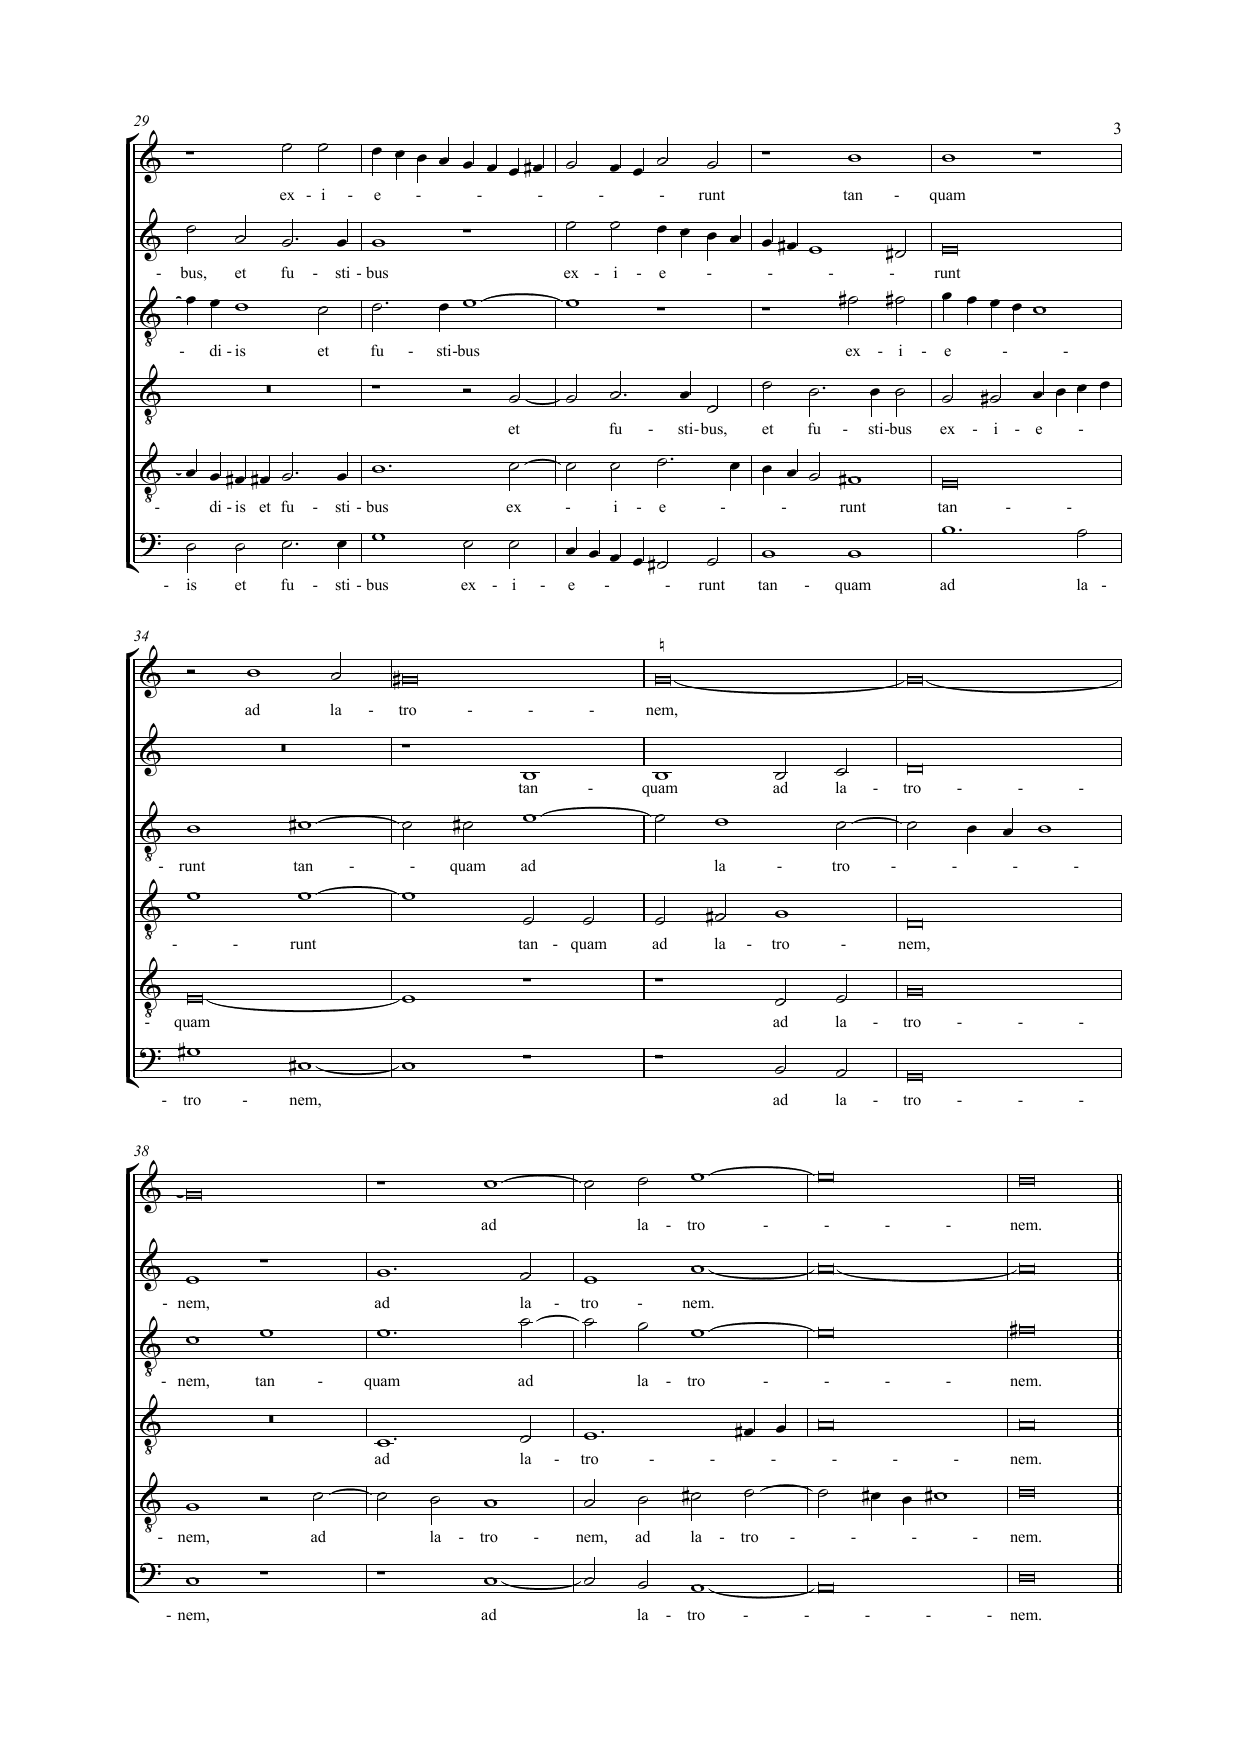 29
3
ex - i - e - - - - - runt tan - quam
- bus, et fu - sti - bus ex - i - e - - - - runt
- di - is et fu - sti-bus ex - i - e - -
et fu - sti-bus, et fu - sti-bus ex - i - e -
- di - is et fu - sti - bus ex - i - e - - runt tan - -
- is et fu - sti - bus ex - i - e - - runt tan - quam ad la -
34
ad la - tro - - - nem,
tan - quam ad la - tro - - -
- runt tan - - quam ad la - tro - - - -
- - runt tan - quam ad la - tro - nem,
- quam ad la - tro - - -
- tro - nem, ad la - tro - - -
38
ad la - tro - - - - nem.
- nem, ad la - tro - nem.
- nem, tan - quam ad la - tro - - - - nem.
ad la - tro - - - - - - nem.
- nem, ad la - tro - nem, ad la - tro - - - - nem.
- nem, ad la - tro - - - - - nem.